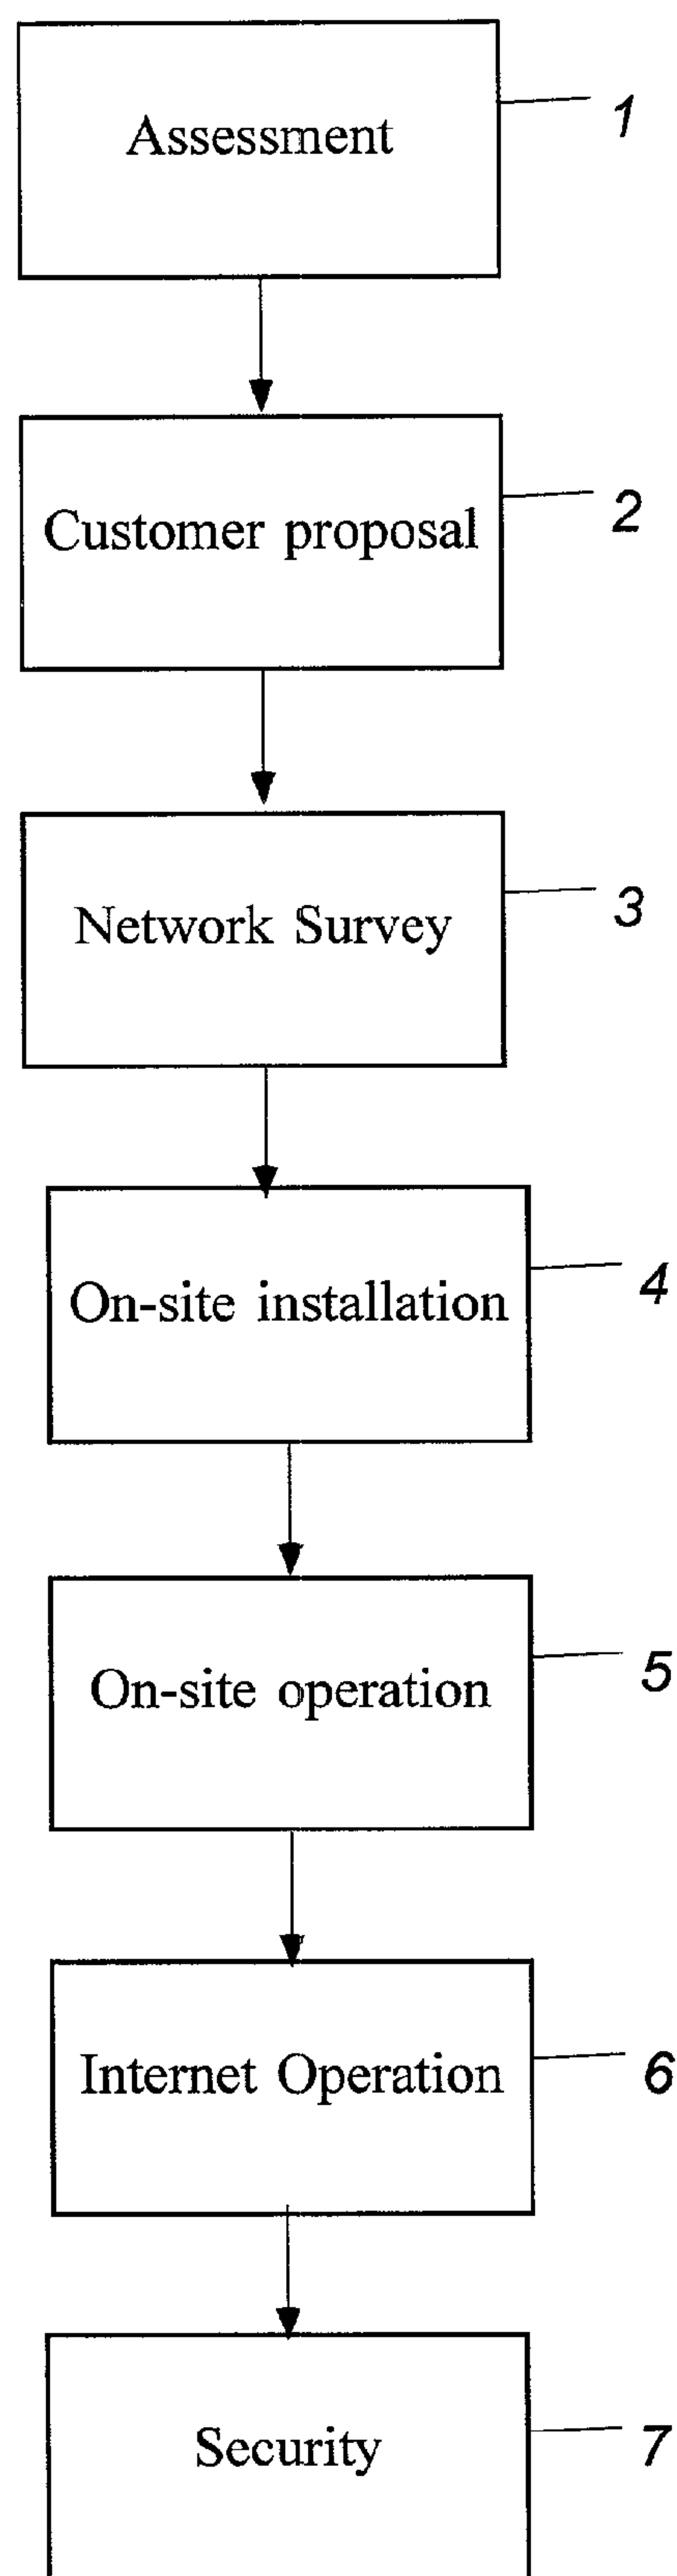 Assessment
1
Customer proposal
2
Network Survey
3
On-site installation
4
On-site operation
5
Internet Operation
6
Security
7